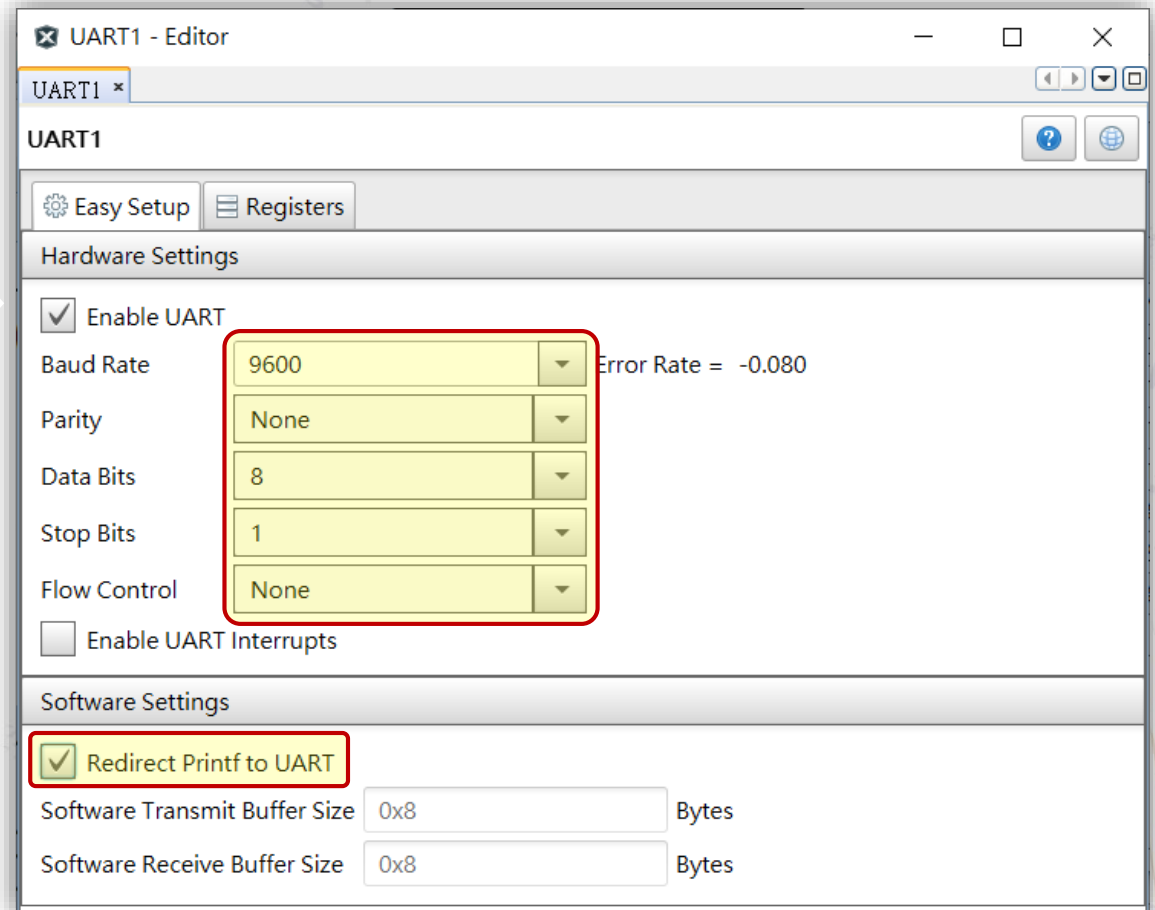 UART1 - Editor
UART1
UART1
Easy Setup Registers
Hardware Settings
Enable UART
Baud Rate 9600 Error Rate = -0.080
Parity None
Data Bits 8
Stop Bits 1
Flow Control None
Enable UART Interrupts
Software Settings
Redirect Printf to UART
Software Transmit Buffer Size 0x8 Bytes
Software Receive Buffer Size 0x8 Bytes